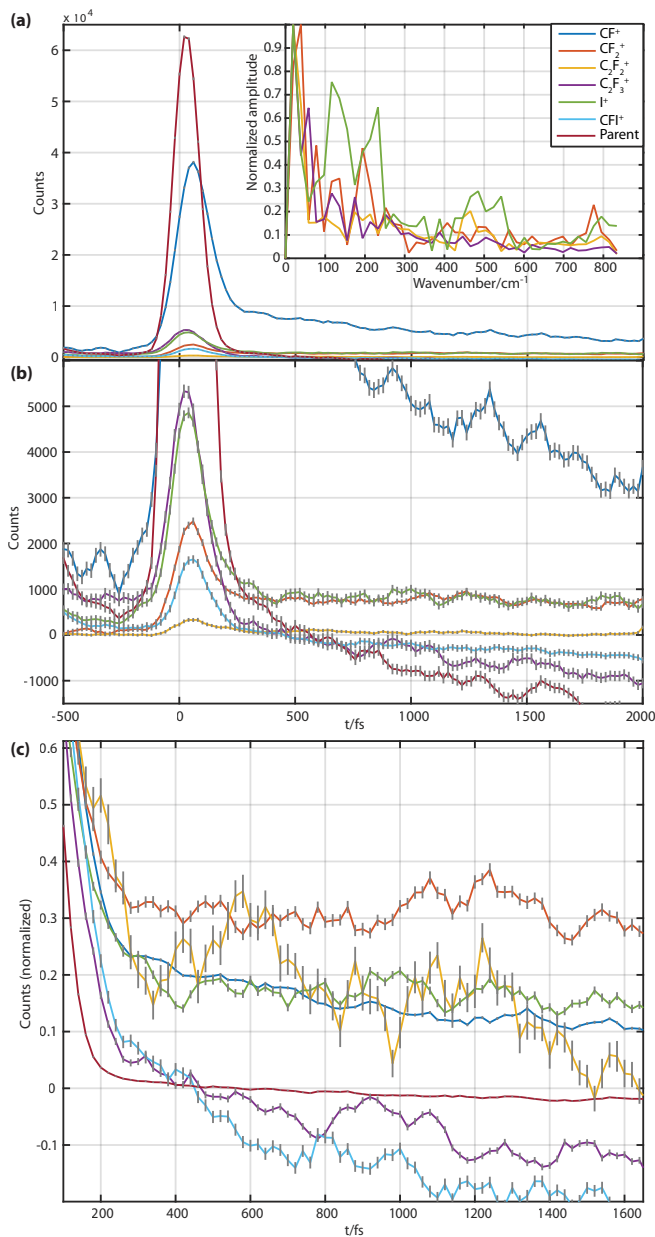 (a)
x 10⁴
6
5
4
3
2
1
0
Counts
0.9
0.8
0.7
0.6
0.5
0.4
0.3
0.2
0.1
0
Normalized amplitude
0 100 200 300 400 500 600 700 800
Wavenumber/cm⁻¹
CF⁺
CF₂⁺
C₂F₂⁺
C₂F₃⁺
I⁺
CFI⁺
Parent
(b)
5000
4000
3000
2000
1000
0
-1000
Counts
-500 0 500 1000 1500 2000
t/fs
(c)
0.6
0.5
0.4
0.3
0.2
0.1
0
-0.1
Counts (normalized)
200 400 600 800 1000 1200 1400 1600
t/fs